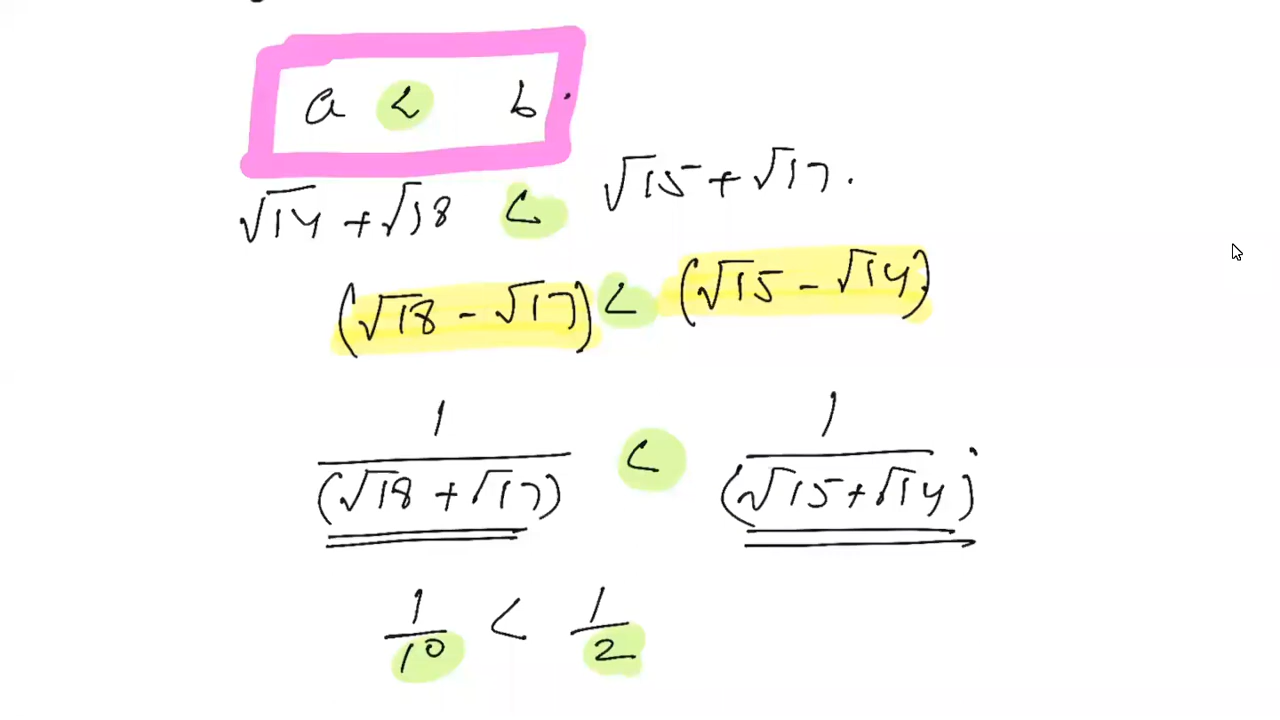 a < b.
√14 + √18 < √15 + √17.
(√18 - √17) < (√15 - √14)
1/(√18 + √17) < 1/(√15 + √14).
1/10 < 1/2